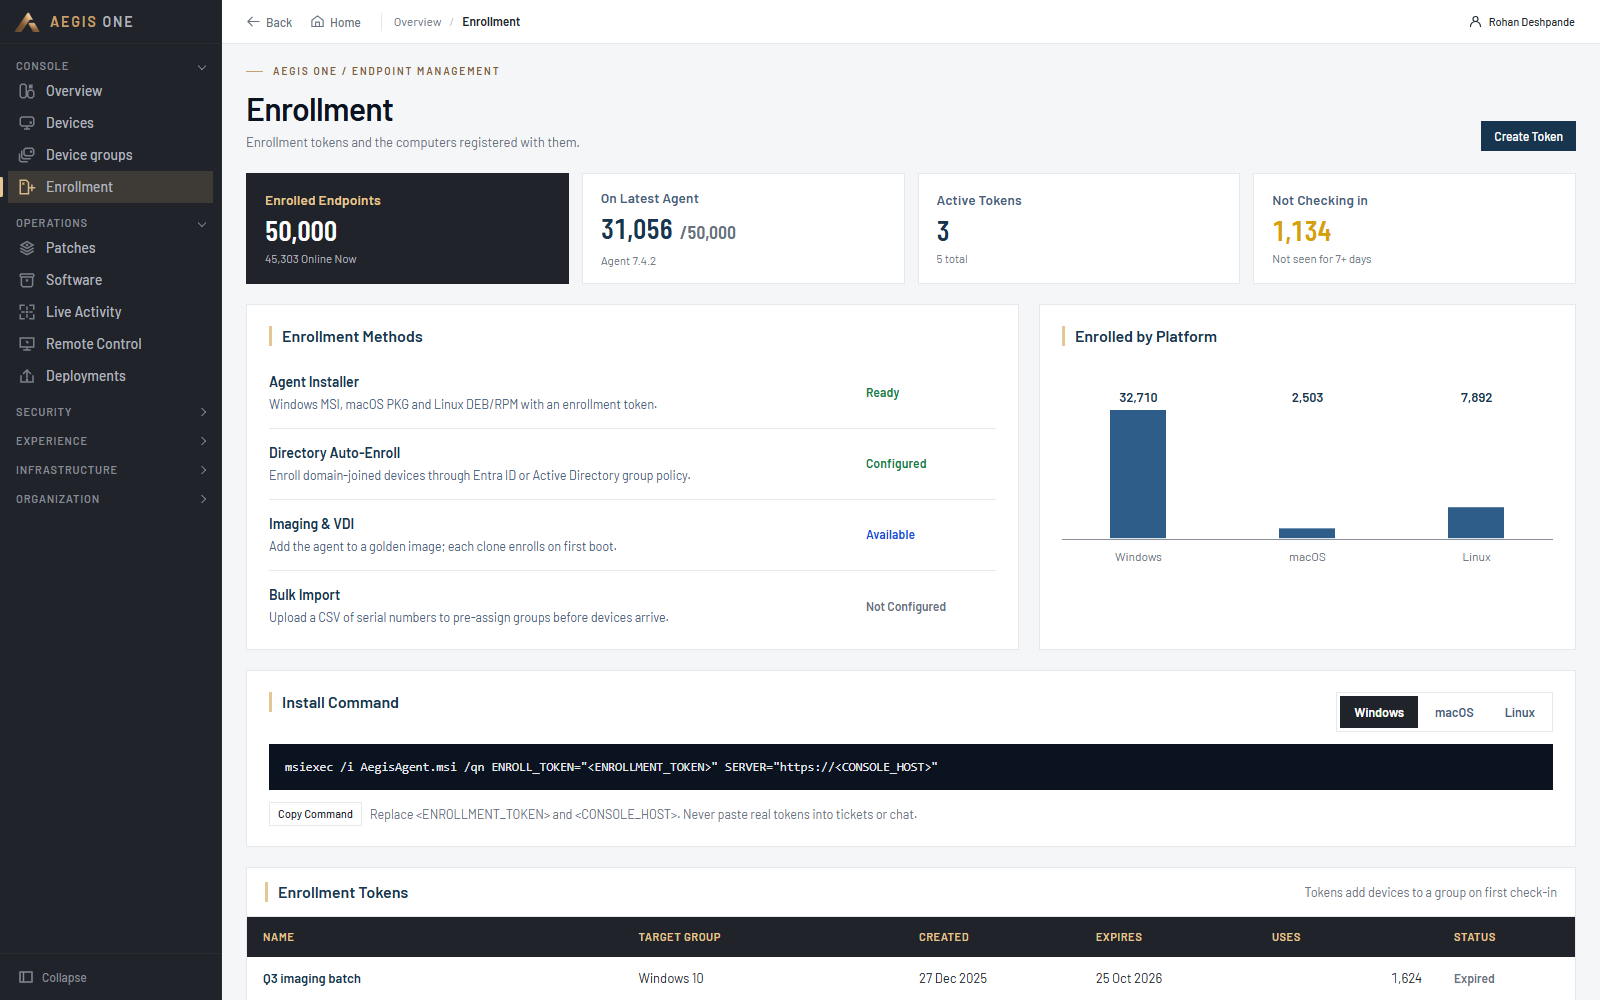 AEGIS ONE
CONSOLE
Overview
Devices
Device groups
Enrollment
OPERATIONS
Patches
Software
Live Activity
Remote Control
Deployments
SECURITY
EXPERIENCE
INFRASTRUCTURE
ORGANIZATION
Collapse
Back
Home
Overview / Enrollment
Rohan Deshpande
AEGIS ONE / ENDPOINT MANAGEMENT
Enrollment
Enrollment tokens and the computers registered with them.
Create Token
Enrolled Endpoints
50,000
45,303 Online Now
On Latest Agent
31,056 /50,000
Agent 7.4.2
Active Tokens
3
5 total
Not Checking in
1,134
Not seen for 7+ days
Enrollment Methods
Agent Installer
Windows MSI, macOS PKG and Linux DEB/RPM with an enrollment token.
Ready
Directory Auto-Enroll
Enroll domain-joined devices through Entra ID or Active Directory group policy.
Configured
Imaging & VDI
Add the agent to a golden image; each clone enrolls on first boot.
Available
Bulk Import
Upload a CSV of serial numbers to pre-assign groups before devices arrive.
Not Configured
Enrolled by Platform
32,710 2,503 7,892
Windows macOS Linux
Install Command
Windows macOS Linux
msiexec /i AegisAgent.msi /qn ENROLL_TOKEN="<ENROLLMENT_TOKEN>" SERVER="https://<CONSOLE_HOST>"
Copy Command
Replace <ENROLLMENT_TOKEN> and <CONSOLE_HOST>. Never paste real tokens into tickets or chat.
Enrollment Tokens
Tokens add devices to a group on first check-in
NAME TARGET GROUP CREATED EXPIRES USES STATUS
Q3 imaging batch Windows 10 27 Dec 2025 25 Oct 2026 1,624 Expired